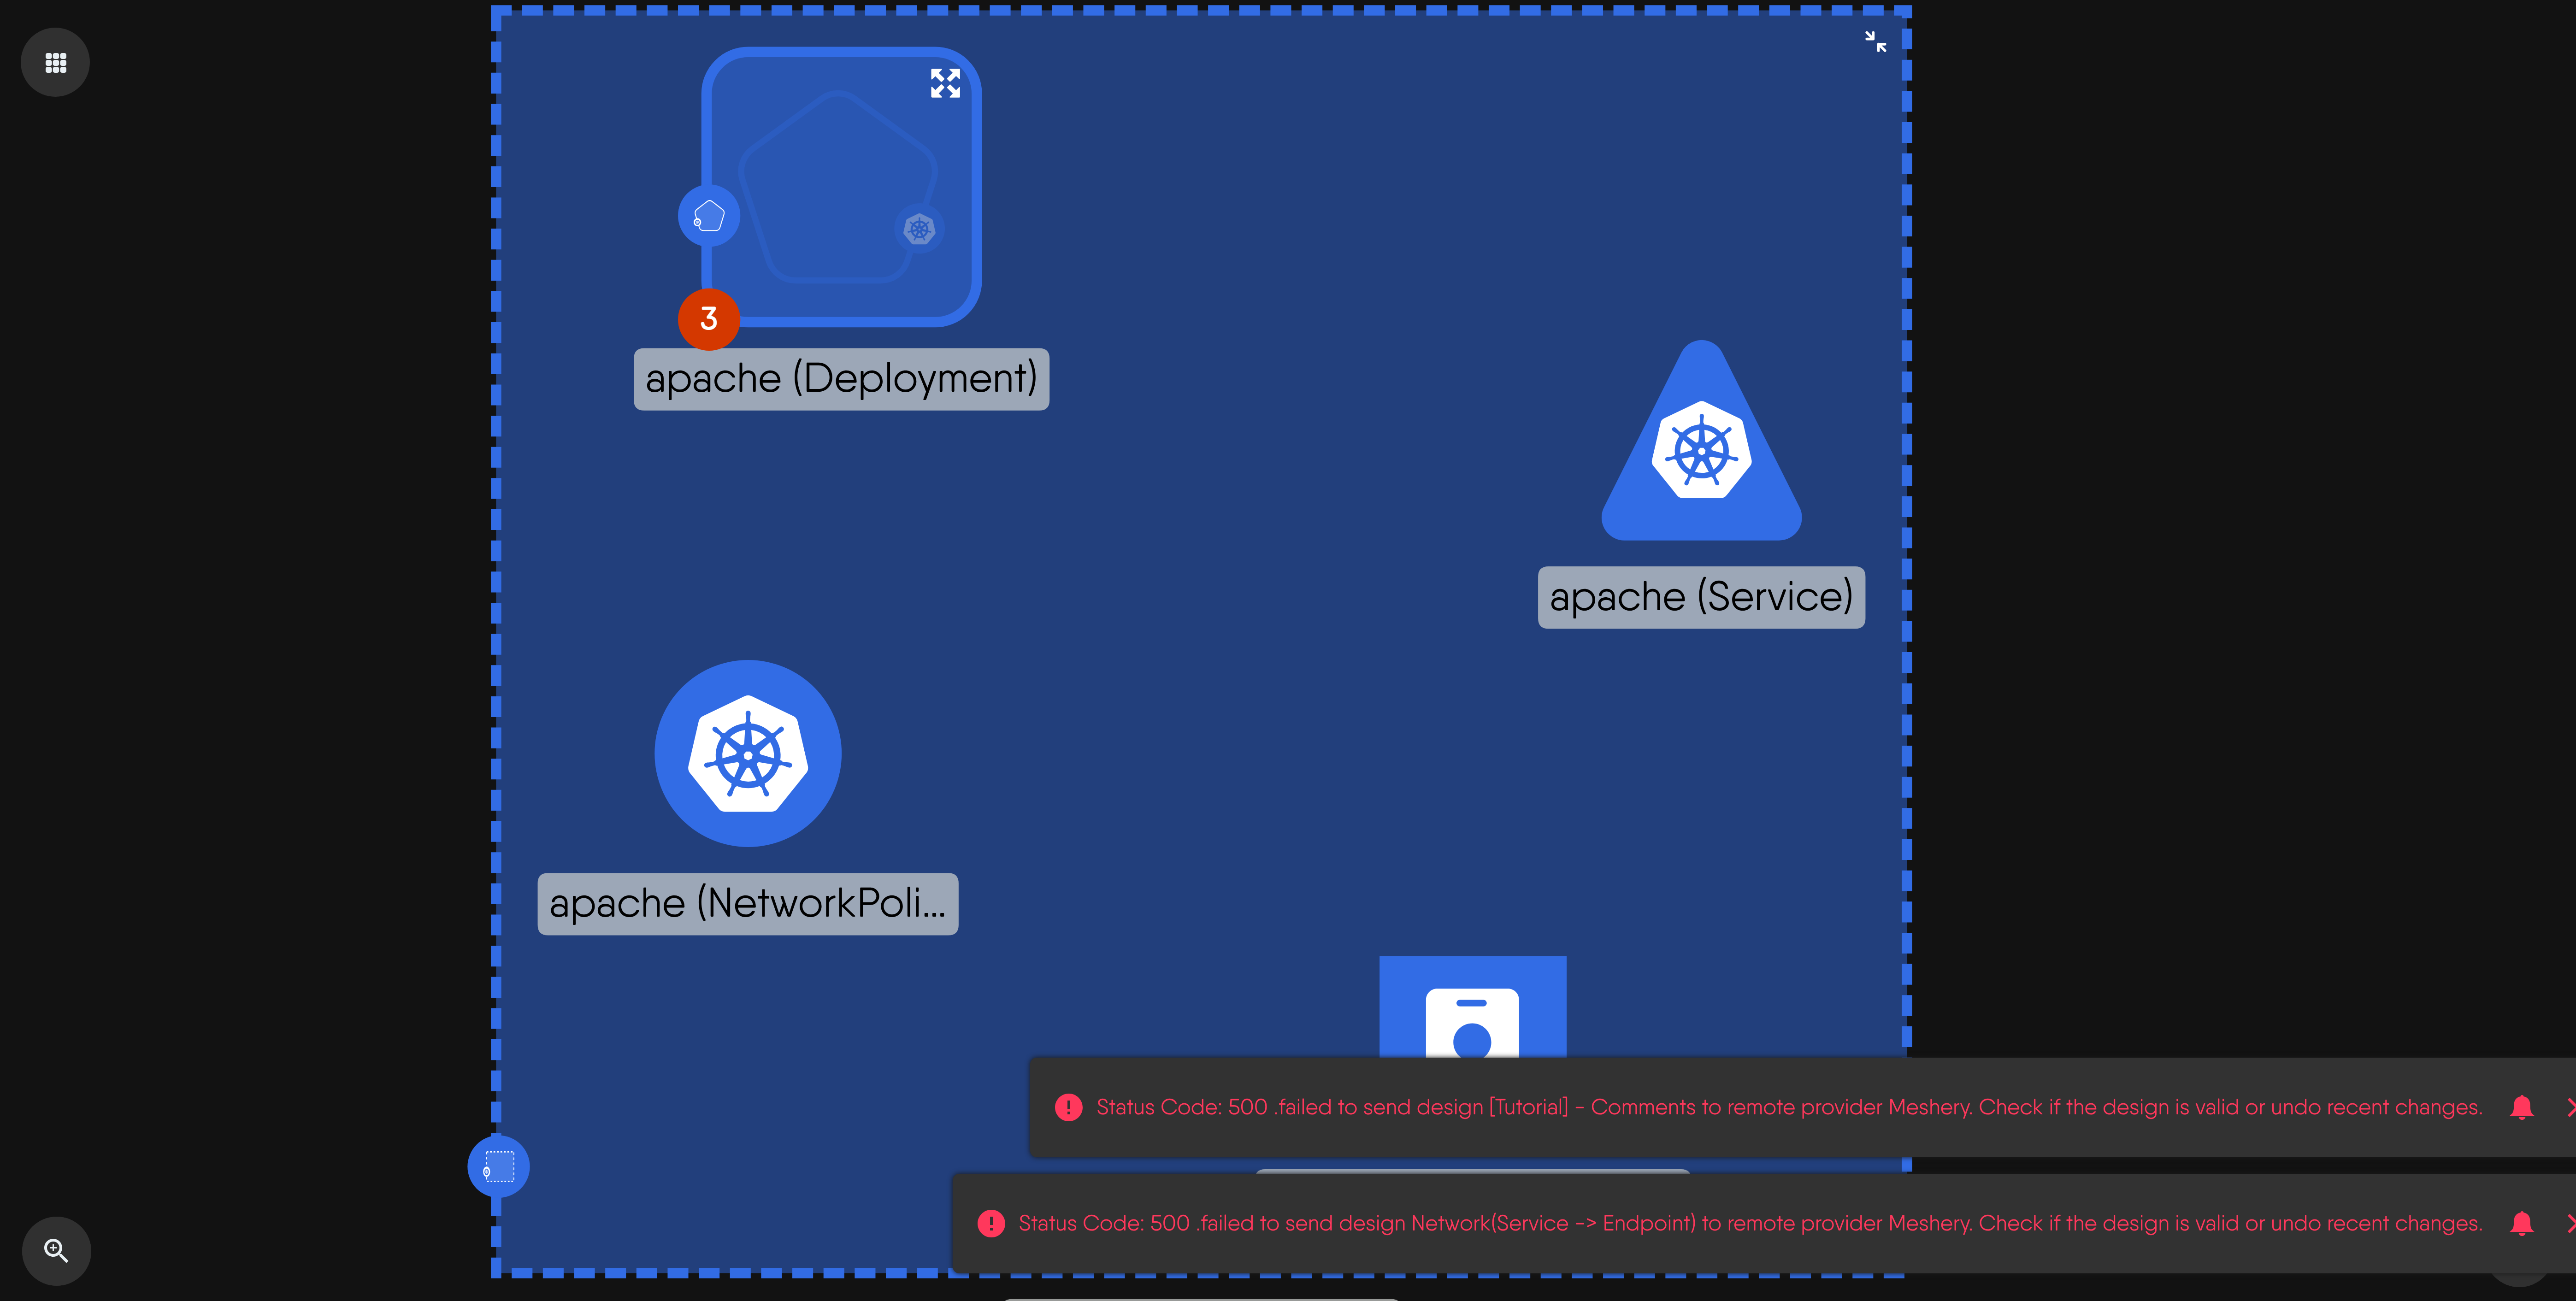 3
apache (Deployment)
apache (Service)
apache (NetworkPoli...
Status Code: 500 .failed to send design [Tutorial] - Comments to remote provider Meshery. Check if the design is valid or undo recent changes.
Status Code: 500 .failed to send design Network(Service -> Endpoint) to remote provider Meshery. Check if the design is valid or undo recent changes.